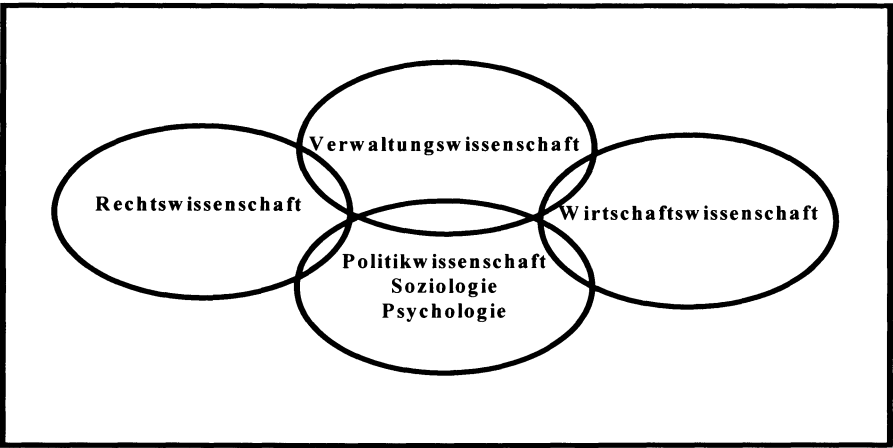 Verwaltungswissenschaft
Rechtswissenschaft
Wirtschaftswissenschaft
Politikwissenschaft
Soziologie
Psychologie